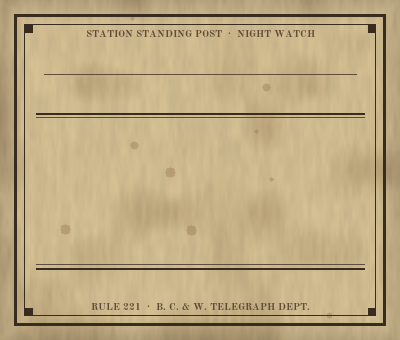 STATION STANDING POST · NIGHT WATCH
RULE 221 · B. C. & W. TELEGRAPH DEPT.